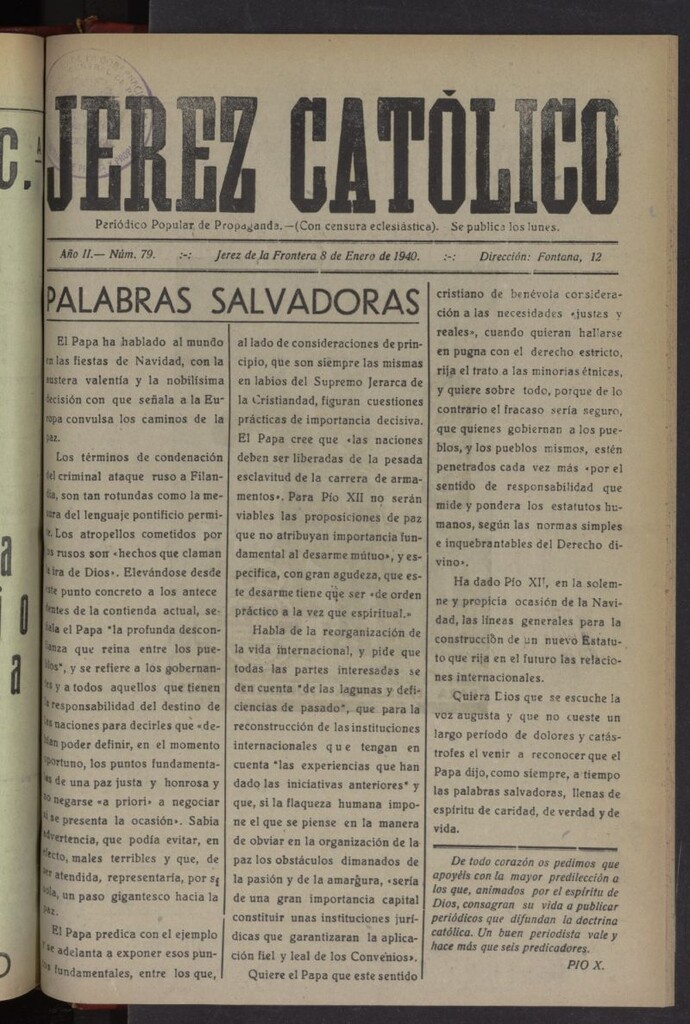 JEREZ CATÓLICO
Periódico Popular de Propaganda.—(Con censura eclesiástica). Se publica los lunes.
Año II.— Núm. 79. :-: Jerez de la Frontera 8 de Enero de 1940. :-: Dirección: Fontana, 12
PALABRAS SALVADORAS
El Papa ha hablado al mundo
en las fiestas de Navidad, con la
austera valentía y la nobilísima
decisión con que señala a la Eu-
ropa convulsa los caminos de la
paz.
Los términos de condenación
del criminal ataque ruso a Filan-
dia, son tan rotundas como la me-
sura del lenguaje pontificio permi-
te. Los atropellos cometidos por
os rusos son «hechos que claman
la ira de Dios». Elevándose desde
este punto concreto a los antece
dentes de la contienda actual, se-
ñala el Papa "la profunda descon-
fianza que reina entre los pue-
blos", y se refiere a los gobernan-
tes y a todos aquellos que tienen
la responsabilidad del destino de
las naciones para decirles que «de-
bían poder definir, en el momento
oportuno, los puntos fundamenta-
les de una paz justa y honrosa y
no negarse «a priori» a negociar
si se presenta la ocasión». Sabia
advertencia, que podía evitar, en
efecto, males terribles y que, de
ser atendida, representaría, por sí
sola, un paso gigantesco hacia la
paz.
El Papa predica con el ejemplo
y se adelanta a exponer esos pun-
tos fundamentales, entre los que,
al lado de consideraciones de prin-
cipio, que son siempre las mismas
en labios del Supremo Jerarca de
la Cristiandad, figuran cuestiones
prácticas de importancia decisiva.
El Papa cree que «las naciones
deben ser liberadas de la pesada
esclavitud de la carrera de arma-
mentos». Para Pío XII no serán
viables las proposiciones de paz
que no atribuyan importancia fun-
damental al desarme mútuo», y es-
pecifica, con gran agudeza, que es-
te desarme tiene que ser «de orden
práctico a la vez que espiritual.»
Habla de la reorganización de
la vida internacional, y pide que
todas las partes interesadas se
den cuenta "de las lagunas y defi-
ciencias de pasado", que para la
reconstrucción de las instituciones
internacionales que tengan en
cuenta "las experiencias que han
dado las iniciativas anteriores" y
que, si la flaqueza humana impo-
ne el que se piense en la manera
de obviar en la organización de la
paz los obstáculos dimanados de
la pasión y de la amargura, «sería
de una gran importancia capital
constituir unas instituciones jurí-
dicas que garantizaran la aplica-
ción fiel y leal de los Convenios».
Quiere el Papa que este sentido
cristiano de benévola considera-
ción a las necesidades «justas y
reales», cuando quieran hallarse
en pugna con el derecho estricto,
rija el trato a las minorías étnicas,
y quiere sobre todo, porque de lo
contrario el fracaso sería seguro,
que quienes gobiernan a los pue-
blos, y los pueblos mismos, estén
penetrados cada vez más «por el
sentido de responsabilidad que
mide y pondera los estatutos hu-
manos, según las normas simples
e inquebrantables del Derecho di-
vino».
Ha dado Pío XII, en la solem-
ne y propicia ocasión de la Navi-
dad, las líneas generales para la
construcción de un nuevo Estatu-
to que rija en el futuro las relacio-
nes internacionales.
Quiera Dios que se escuche la
voz augusta y que no cueste un
largo período de dolores y catás-
trofes el venir a reconocer que el
Papa dijo, como siempre, a tiempo
las palabras salvadoras, llenas de
espíritu de caridad, de verdad y de
vida.
De todo corazón os pedimos que
apoyéis con la mayor predilección a
los que, animados por el espíritu de
Dios, consagran su vida a publicar
periódicos que difundan la doctrina
católica. Un buen periodista vale y
hace más que seis predicadores.
PIO X.